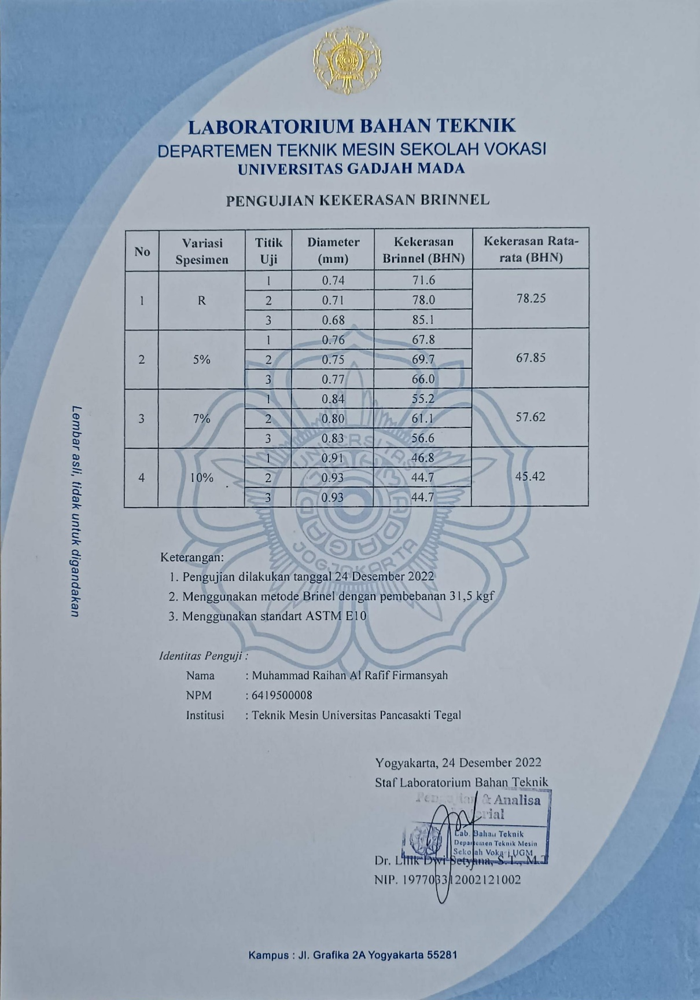 LABORATORIUM BAHAN TEKNIK
DEPARTEMEN TEKNIK MESIN SEKOLAH VOKASI
UNIVERSITAS GADJAH MADA
PENGUJIAN KEKERASAN BRINNEL
No Variasi Spesimen Titik Uji Diameter (mm) Kekerasan Brinnel (BHN) Kekerasan Rata-rata (BHN)
1 R 1 0.74 71.6 78.25
2 0.71 78.0
3 0.68 85.1
2 5% 1 0.76 67.8 67.85
2 0.75 69.7
3 0.77 66.0
3 7% 1 0.84 55.2 57.62
2 0.80 61.1
3 0.83 56.6
4 10% 1 0.91 46.8 45.42
2 0.93 44.7
3 0.93 44.7
UNIVERSITAS GADJAH MADA
JOGJAKARTA
Lembar asli, tidak untuk digandakan
Keterangan:
1. Pengujian dilakukan tanggal 24 Desember 2022
2. Menggunakan metode Brinel dengan pembebanan 31,5 kgf
3. Menggunakan standart ASTM E10
Identitas Penguji :
Nama : Muhammad Raihan Al Rafif Firmansyah
NPM : 6419500008
Institusi : Teknik Mesin Universitas Pancasakti Tegal
Yogyakarta, 24 Desember 2022
Staf Laboratorium Bahan Teknik
& Analisa
Lab. Bahan Teknik
Departemen Teknik Mesin
Sekolah Vokasi UGM
Dr. Lilik Dwi Setyana, S.T., M.T
NIP. 197703312002121002
Kampus : Jl. Grafika 2A Yogyakarta 55281